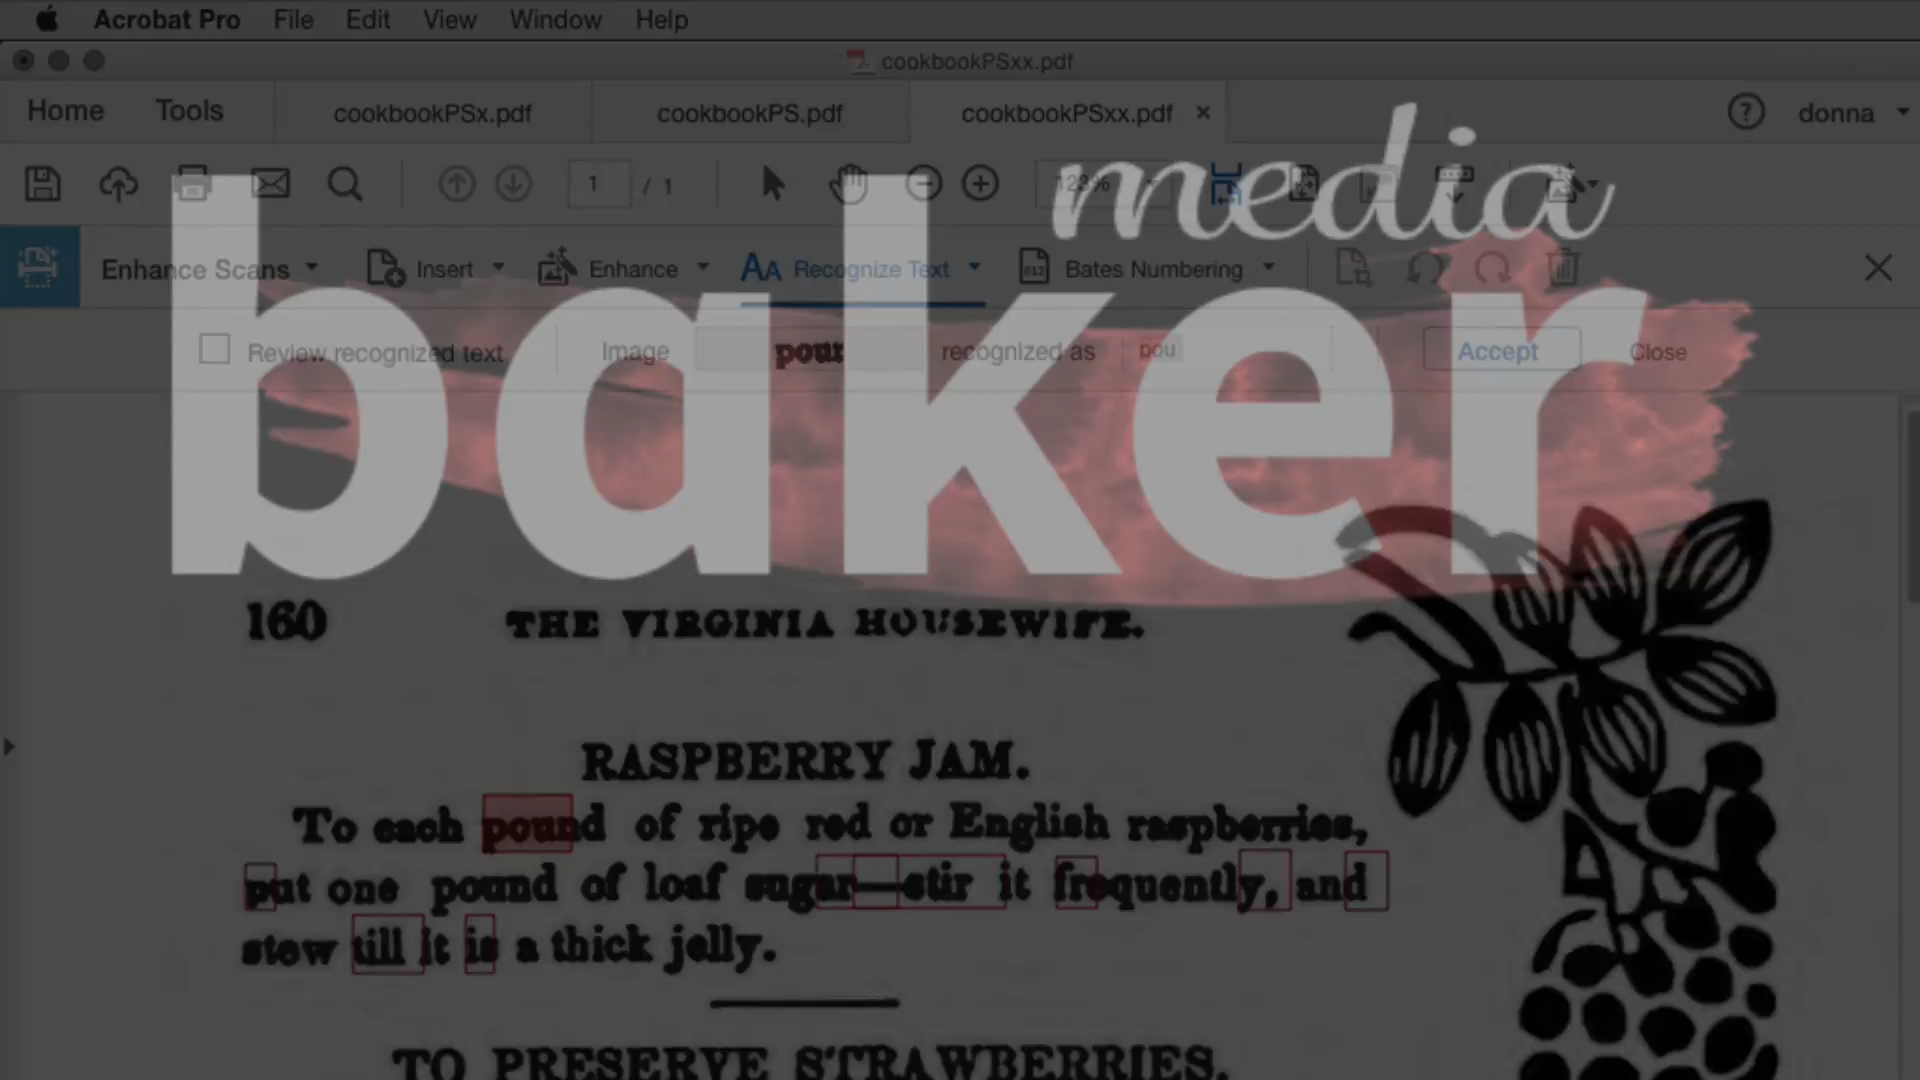 Acrobat Pro File Edit View Window Help
cookbookPSxx.pdf
Home Tools cookbookPSx.pdf cookbookPS.pdf cookbookPSxx.pdf × ? donna
1 / 1 123%
media
Enhance Scans Insert Enhance AA Recognize Text 012 Bates Numbering
baker
Review recognized text Image pour recognized as pou Accept Close
160 THE VIRGINIA HOUSEWIFE.
RASPBERRY JAM.
To each pound of ripe red or English raspberries,
put one pound of loaf sugar—stir it frequently, and
stew till it is a thick jelly.
TO PRESERVE STRAWBERRIES.